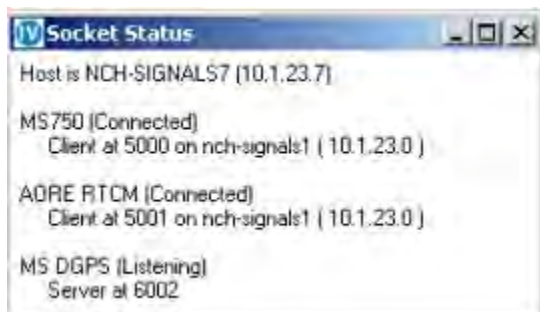 IV Socket Status
Host is NCH-SIGNALS7 (10.1.23.7)
MS750 (Connected)
Client at 5000 on nch-signals1 ( 10.1.23.0 )
AORE RTCM (Connected)
Client at 5001 on nch-signals1 ( 10.1.23.0 )
MS DGPS (Listening)
Server at 6002